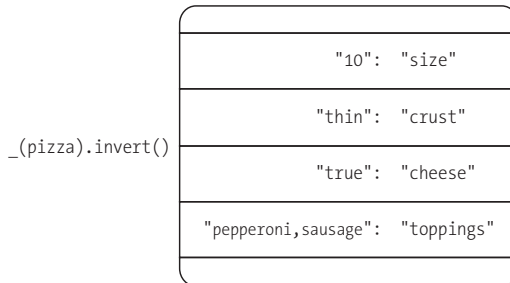 "10": "size"
"thin": "crust"
_(pizza).invert()
"true": "cheese"
"pepperoni,sausage": "toppings"